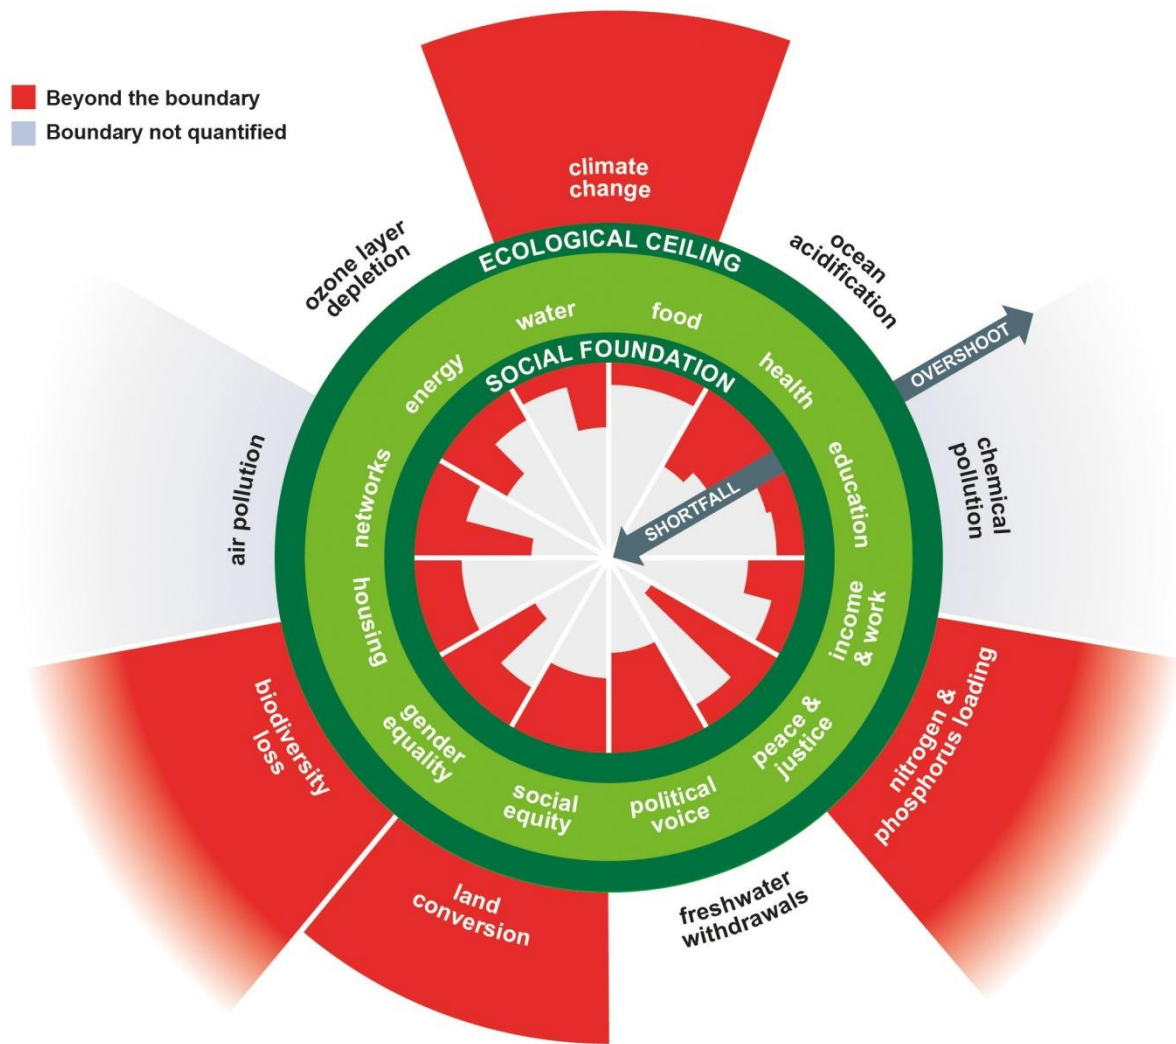 Beyond the boundary
Boundary not quantified
climate
change
ECOLOGICAL CEILING
ozone layer
depletion
ocean
acidification
OVERSHOOT
water
food
SOCIAL FOUNDATION
energy
health
SHORTFALL
air pollution
networks
education
chemical
pollution
housing
income
& work
biodiversity
loss
gender
equality
social
equity
political
voice
peace &
justice
nitrogen &
phosphorus loading
land
conversion
freshwater
withdrawals